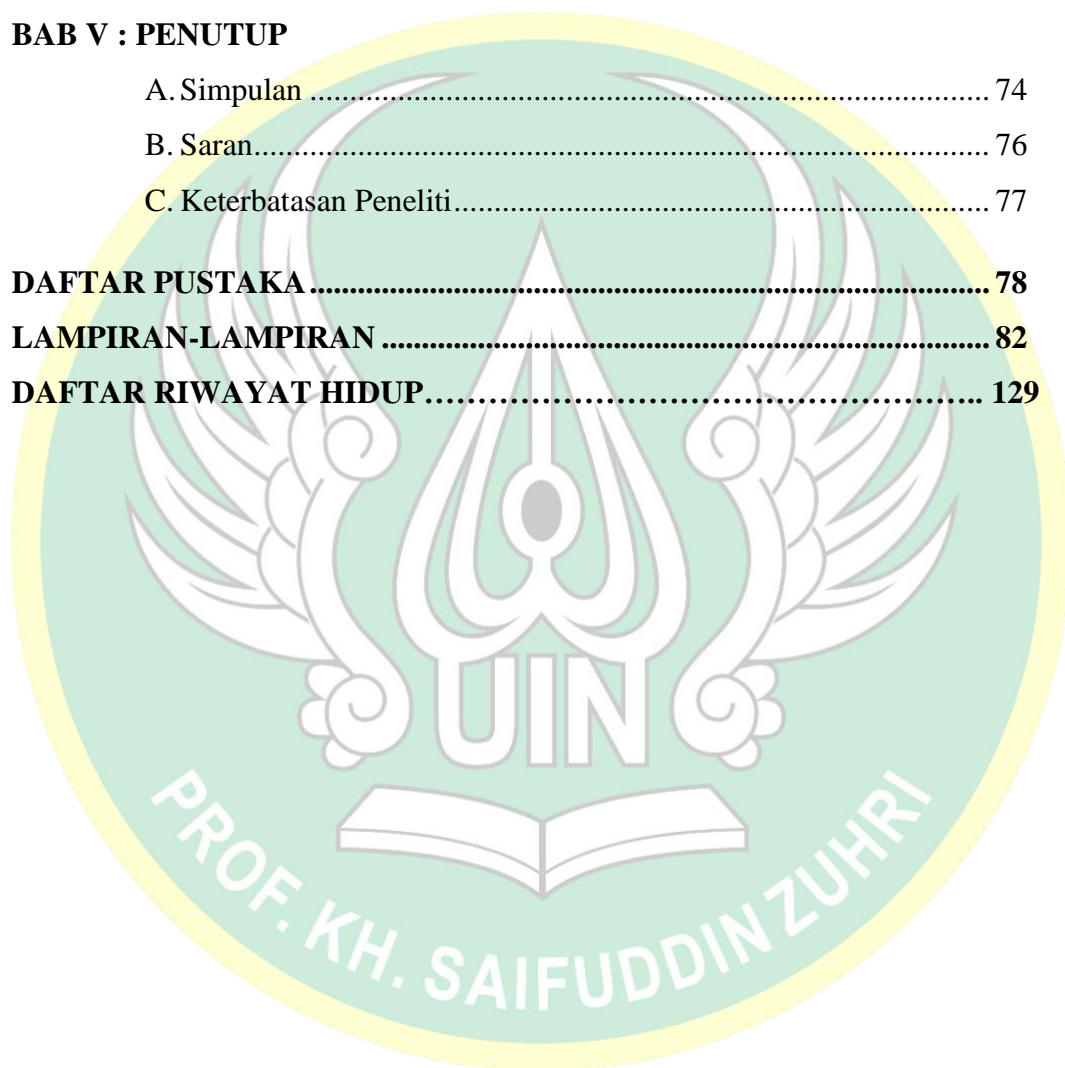 BAB V : PENUTUP
A. Simpulan ........................................................................................ 74
B. Saran................................................................................................ 76
C. Keterbatasan Peneliti..................................................................... 77
DAFTAR PUSTAKA ..................................................................................... 78
LAMPIRAN-LAMPIRAN ........................................................................... 82
DAFTAR RIWAYAT HIDUP…………………………………………….. 129
UIN
PROF. KH. SAIFUDDIN ZUHRI